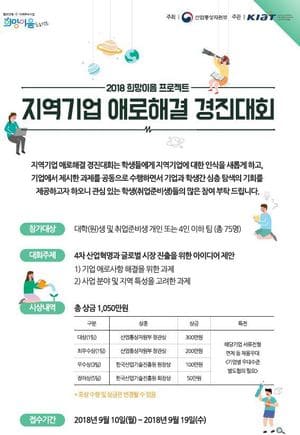 희망이음
주최 산업통상자원부 주관 KIAT
2018 희망이음 프로젝트
지역기업 애로해결 경진대회
지역기업 애로해결 경진대회는 학생들에게 지역기업에 대한 인식을 새롭게 하고,
기업에서 제시한 과제를 공동으로 수행하면서 기업과 학생간 심층 탐색의 기회를
제공하고자 하오니 관심 있는 학생(취업준비생)들의 많은 참여 부탁 드립니다.
참가대상 대학(원)생 및 취업준비생 개인 또는 4인 이하 팀 (총 75명)
대회주제 4차 산업혁명과 글로벌 시장 진출을 위한 아이디어 제안
1) 기업 애로사항 해결을 위한 과제
2) 사업 분야 및 지역 특성을 고려한 과제
시상내역 총 상금 1,050만원
구분 상훈 상금 특전
대상(1팀) 산업통상자원부 장관상 300만원
최우수상(1팀) 산업통상자원부 장관상 200만원
우수상(3팀) 한국산업기술진흥원 원장상 100만원
장려상(5팀) 한국산업기술진흥원 회장상 50만원
해당기업 서류전형
면제 등 채용우대
(기업별 우대수준
별도협의 필요)
* 포상 수량 및 상금은 변경될 수 있음
접수기간 2018년 9월 10일(월) – 2018년 9월 19일(수)